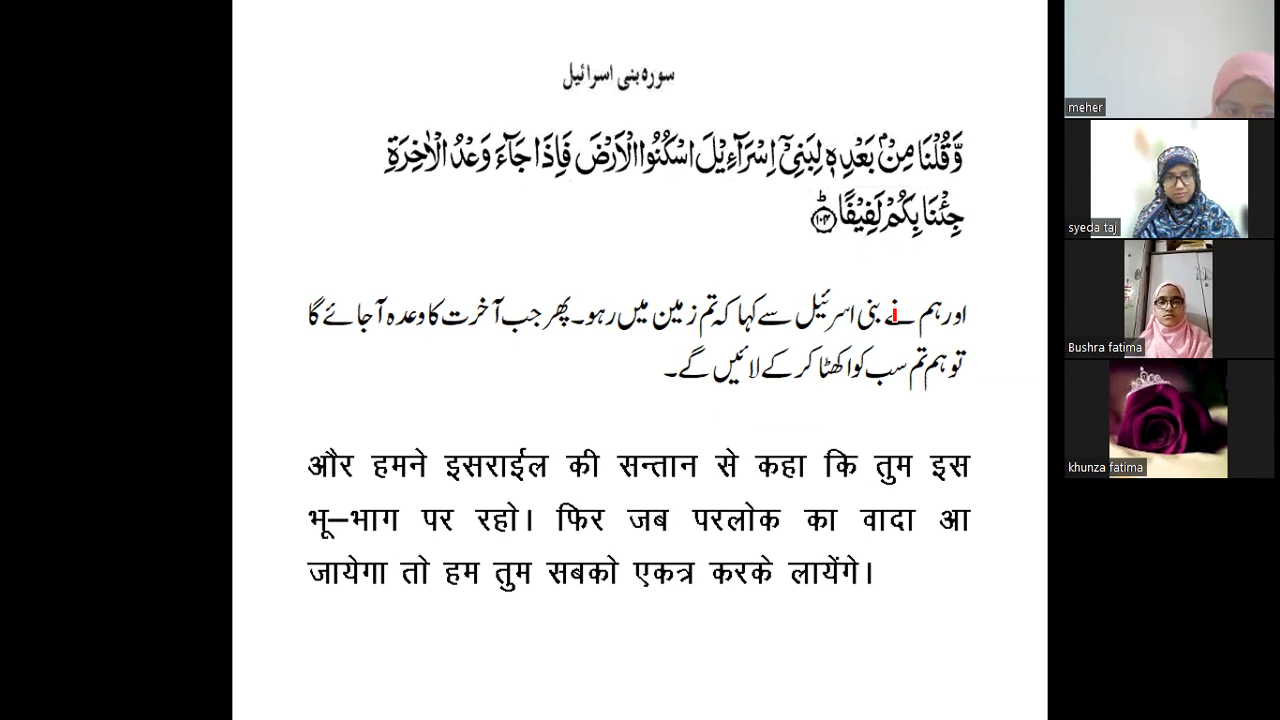 سورہ بنی اسرائیل
وَّقُلْنَا مِنْۢ بَعْدِهٖ لِبَنِیْۤ اِسْرَآءِیْلَ اسْكُنُوا الْاَرْضَ فَاِذَا جَآءَ وَعْدُ الْاٰخِرَةِ
جِئْنَا بِكُمْ لَفِیْفًاؕ۝۱۰۴
اور ہم نے بنی اسرئیل سے کہا کہ تم زمین میں رہو۔ پھر جب آخرت کا وعدہ آجائے گا
تو ہم تم سب کو اکھٹا کر کے لائیں گے۔
और हमने इसराईल की सन्तान से कहा कि तुम इस
भू–भाग पर रहो। फिर जब परलोक का वादा आ
जायेगा तो हम तुम सबको एकत्र करके लायेंगे।
meher
syeda taj
Bushra fatima
khunza fatima